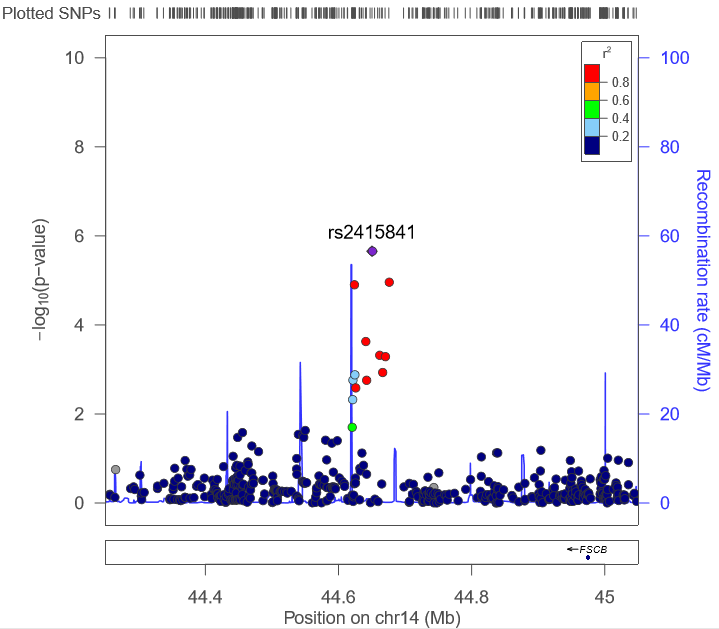 Plotted SNPs
r²
0.8
0.6
0.4
0.2
rs2415841
10
8
6
4
2
0
−log10(p−value)
100
80
60
40
20
0
Recombination rate (cM/Mb)
←FSCB
44.4
44.6
44.8
45
Position on chr14 (Mb)